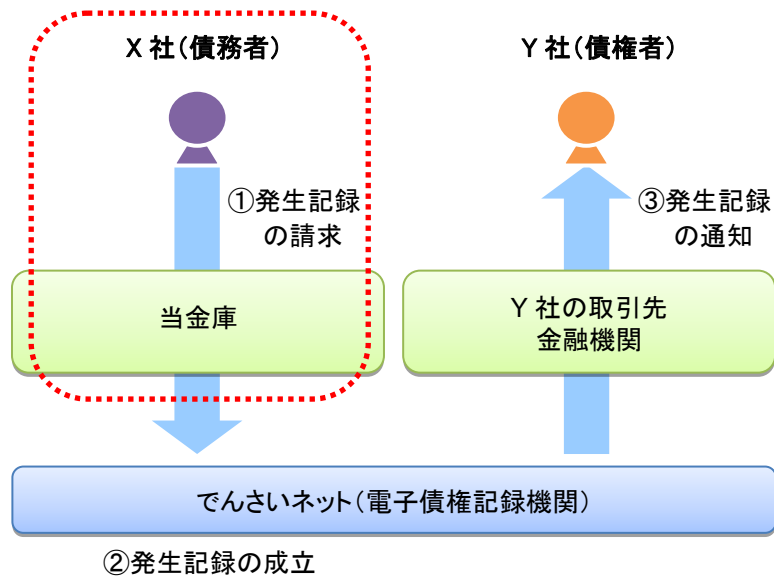 X 社(債務者)
Y 社(債権者)
①発生記録
の請求
③発生記録
の通知
当金庫
Y 社の取引先
金融機関
でんさいネット(電子債権記録機関)
②発生記録の成立